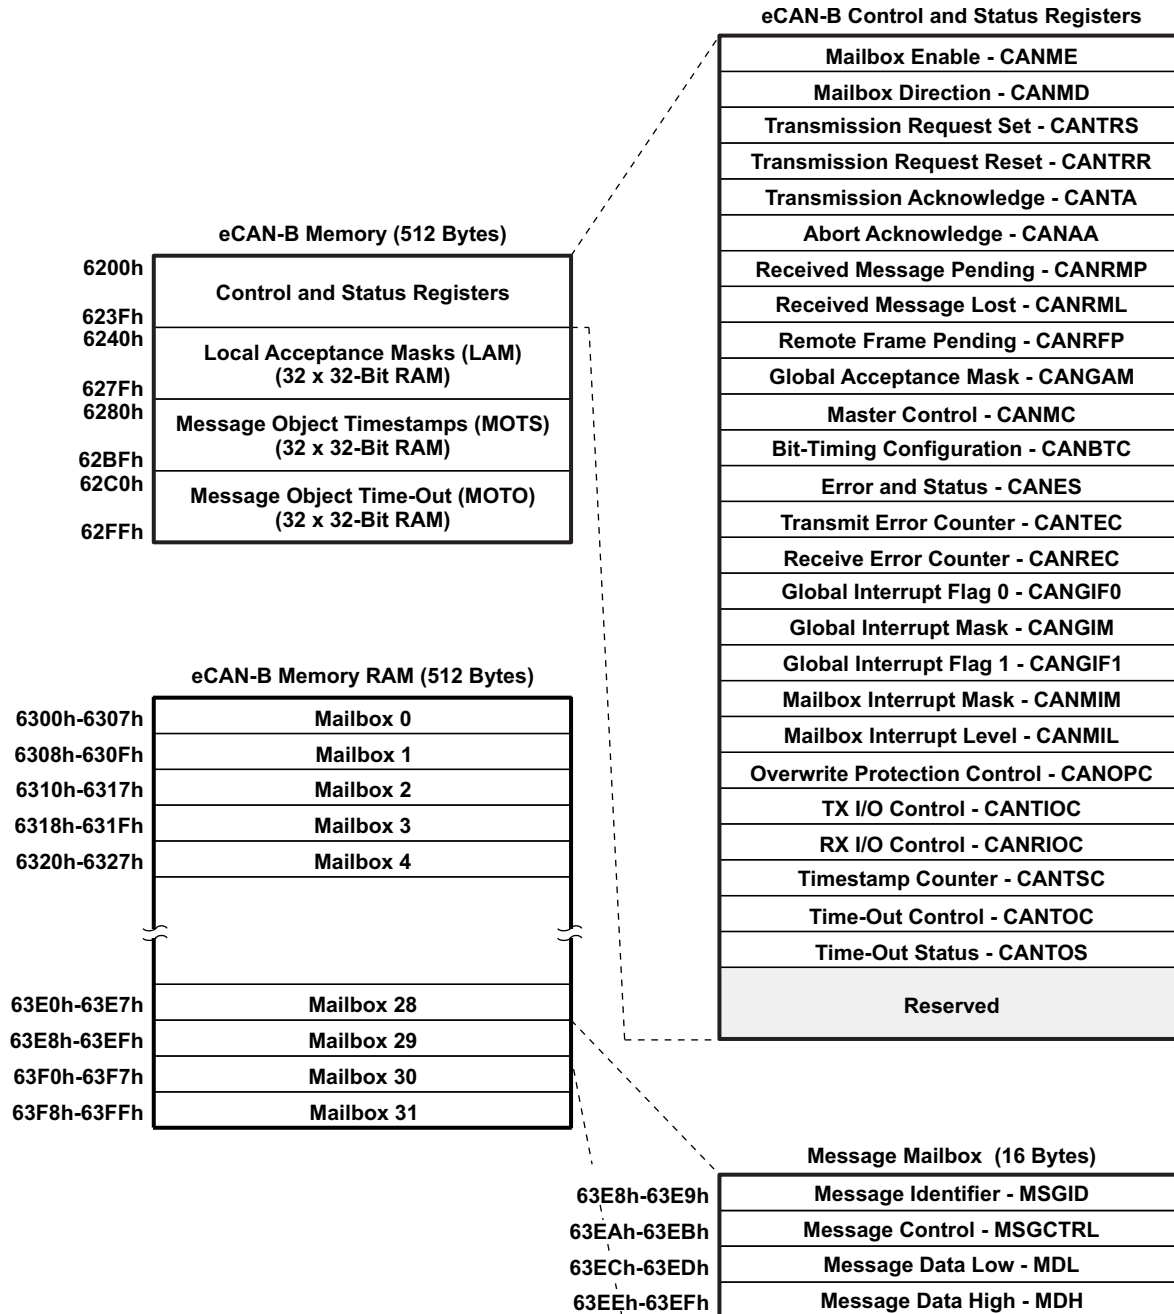 eCAN-B Control and Status Registers
Mailbox Enable - CANME
Mailbox Direction - CANMD
Transmission Request Set - CANTRS
Transmission Request Reset - CANTRR
Transmission Acknowledge - CANTA
Abort Acknowledge - CANAA
Received Message Pending - CANRMP
Received Message Lost - CANRML
Remote Frame Pending - CANRFP
Global Acceptance Mask - CANGAM
Master Control - CANMC
Bit-Timing Configuration - CANBTC
Error and Status - CANES
Transmit Error Counter - CANTEC
Receive Error Counter - CANREC
Global Interrupt Flag 0 - CANGIF0
Global Interrupt Mask - CANGIM
Global Interrupt Flag 1 - CANGIF1
Mailbox Interrupt Mask - CANMIM
Mailbox Interrupt Level - CANMIL
Overwrite Protection Control - CANOPC
TX I/O Control - CANTIOC
RX I/O Control - CANRIOC
Timestamp Counter - CANTSC
Time-Out Control - CANTOC
Time-Out Status - CANTOS
Reserved
eCAN-B Memory (512 Bytes)
6200h
Control and Status Registers
623Fh
6240h
Local Acceptance Masks (LAM)
(32 x 32-Bit RAM)
627Fh
6280h
Message Object Timestamps (MOTS)
(32 x 32-Bit RAM)
62BFh
62C0h
Message Object Time-Out (MOTO)
(32 x 32-Bit RAM)
62FFh
eCAN-B Memory RAM (512 Bytes)
6300h-6307h Mailbox 0
6308h-630Fh Mailbox 1
6310h-6317h Mailbox 2
6318h-631Fh Mailbox 3
6320h-6327h Mailbox 4
63E0h-63E7h Mailbox 28
63E8h-63EFh Mailbox 29
63F0h-63F7h Mailbox 30
63F8h-63FFh Mailbox 31
Message Mailbox (16 Bytes)
63E8h-63E9h Message Identifier - MSGID
63EAh-63EBh Message Control - MSGCTRL
63ECh-63EDh Message Data Low - MDL
63EEh-63EFh Message Data High - MDH